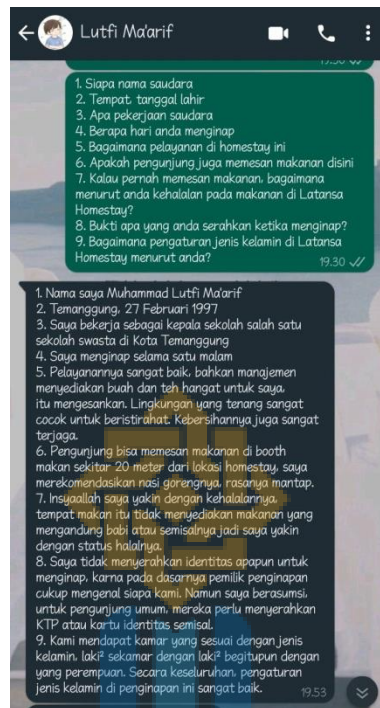 Lutfi Ma'arif
1. Siapa nama saudara
2. Tempat, tanggal lahir
3. Apa pekerjaan saudara
4. Berapa hari anda menginap
5. Bagaimana pelayanan di homestay ini
6. Apakah pengunjung juga memesan makanan disini
7. Kalau pernah memesan makanan, bagaimana
menurut anda kehalalan pada makanan di Latansa
Homestay?
8. Bukti apa yang anda serahkan ketika menginap?
9. Bagaimana pengaturan jenis kelamin di Latansa
Homestay menurut anda?
19.30
1. Nama saya Muhammad Lutfi Ma'arif
2. Temanggung, 27 Februari 1997
3. Saya bekerja sebagai kepala sekolah salah satu
sekolah swasta di Kota Temanggung
4. Saya menginap selama satu malam
5. Pelayanannya sangat baik, bahkan manajemen
menyediakan buah dan teh hangat untuk saya,
itu mengesankan. Lingkungan yang tenang sangat
cocok untuk beristirahat. Kebersihannya juga sangat
terjaga.
6. Pengunjung bisa memesan makanan di booth
makan sekitar 20 meter dari lokasi homestay, saya
merekomendasikan nasi gorengnya, rasanya mantap.
7. Insyaallah saya yakin dengan kehalalannya,
tempat makan itu tidak menyediakan makanan yang
mengandung babi atau semisalnya jadi saya yakin
dengan status halalnya.
8. Saya tidak menyerahkan identitas apapun untuk
menginap, karna pada dasarnya pemilik penginapan
cukup mengenal siapa kami. Namun saya berasumsi,
untuk pengunjung umum, mereka perlu menyerahkan
KTP atau kartu identitas semisal.
9. Kami mendapat kamar yang sesuai dengan jenis
kelamin, laki² sekamar dengan laki² begitupun dengan
yang perempuan. Secara keseluruhan, pengaturan
jenis kelamin di penginapan ini sangat baik.
19.53